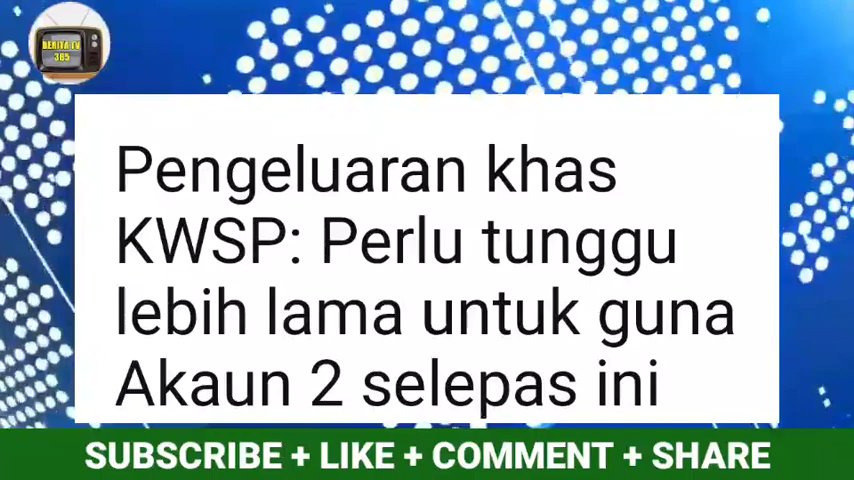 BERITA TV
365
Pengeluaran khas
KWSP: Perlu tunggu
lebih lama untuk guna
Akaun 2 selepas ini
SUBSCRIBE + LIKE + COMMENT + SHARE